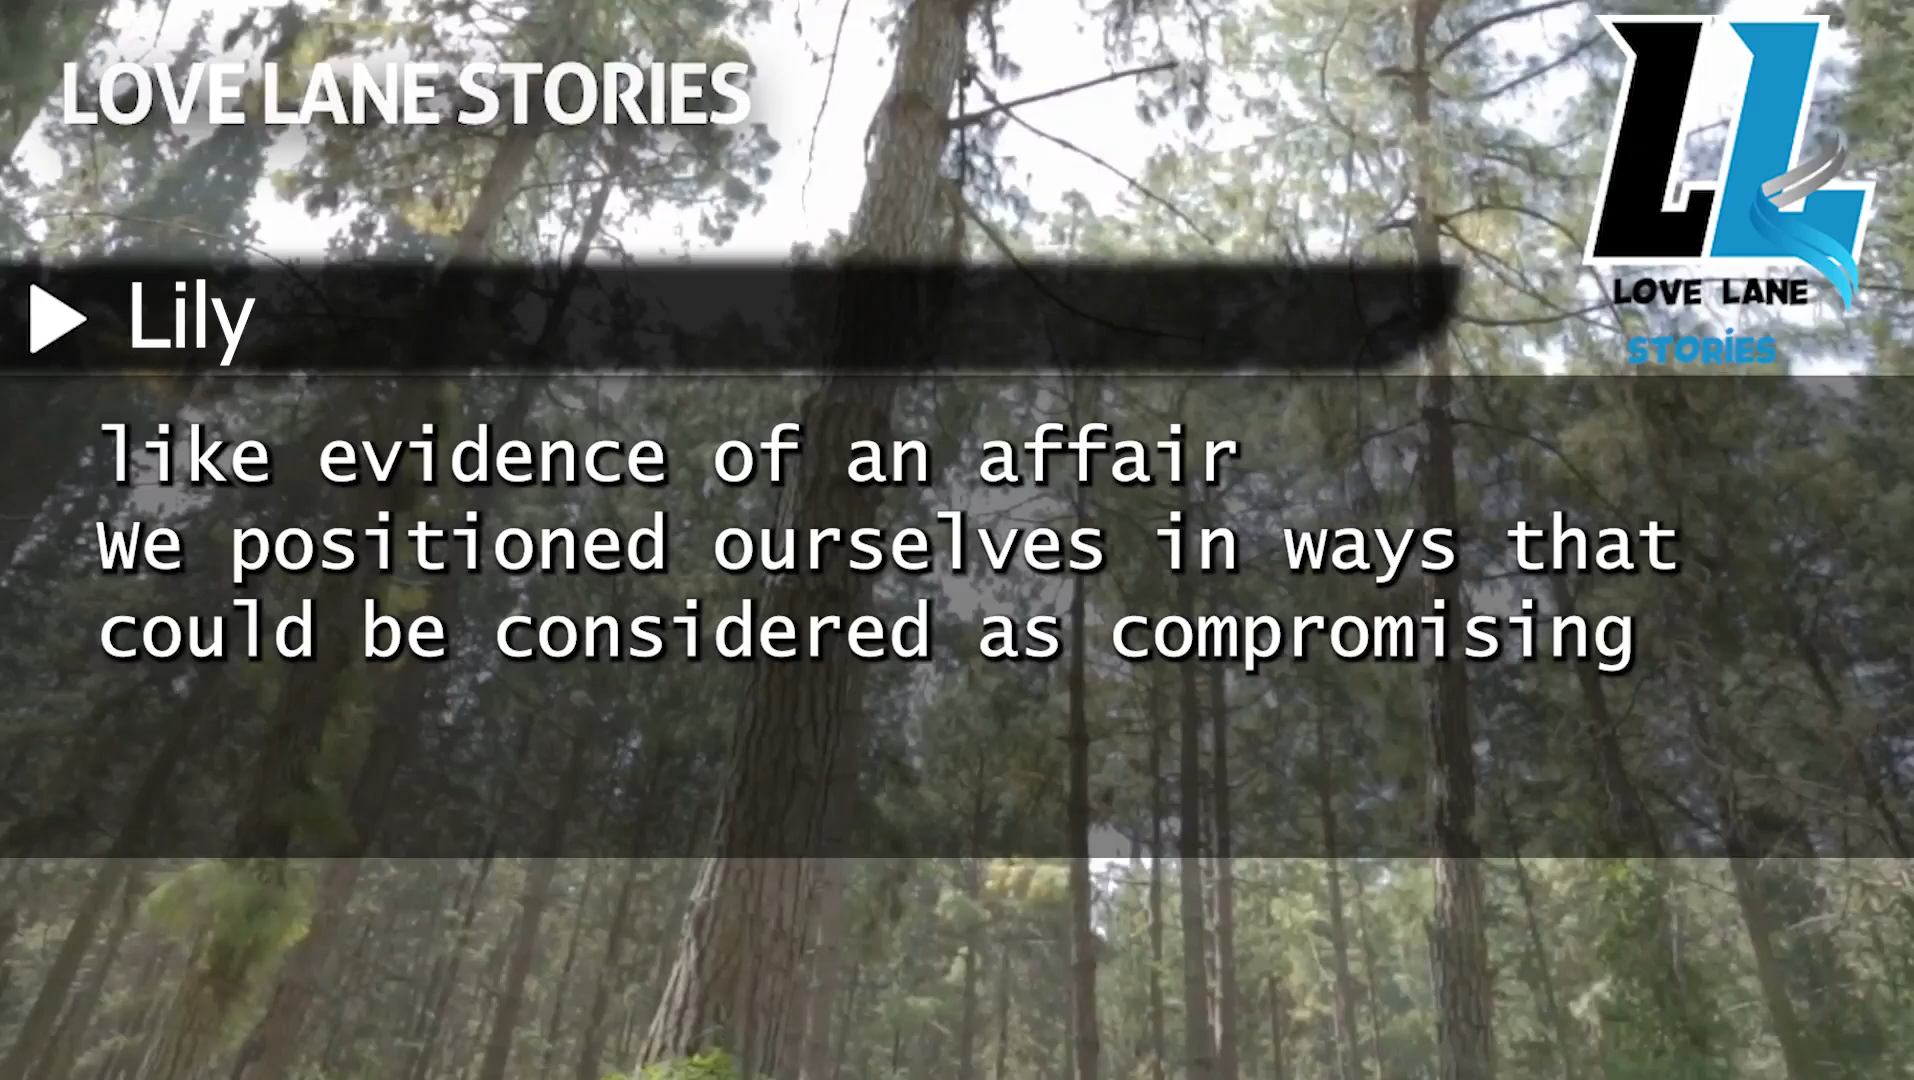 LOVE LANE STORIES
LL
LOVE LANE
STORIES
Lily
like evidence of an affair
We positioned ourselves in ways that
could be considered as compromising